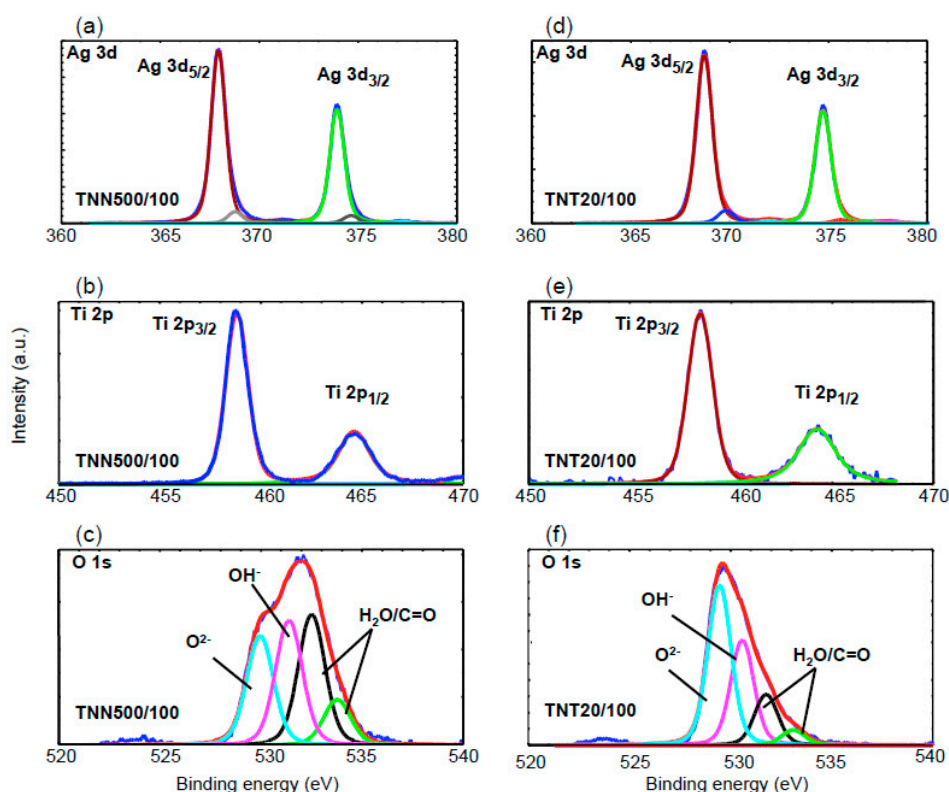 (a)
Ag 3d
Ag 3d5/2
Ag 3d3/2
TNN500/100
360 365 370 375 380
(d)
Ag 3d
Ag 3d5/2
Ag 3d3/2
TNT20/100
360 365 370 375 380
Intensity (a.u.)
(b)
Ti 2p
Ti 2p3/2
Ti 2p1/2
TNN500/100
450 455 460 465 470
(e)
Ti 2p
Ti 2p3/2
Ti 2p1/2
TNT20/100
450 455 460 465 470
(c)
O 1s
OH-
O2-
H2O/C=O
TNN500/100
520 525 530 535 540
Binding energy (eV)
(f)
O 1s
OH-
O2-
H2O/C=O
TNT20/100
520 525 530 535 540
Binding energy (eV)